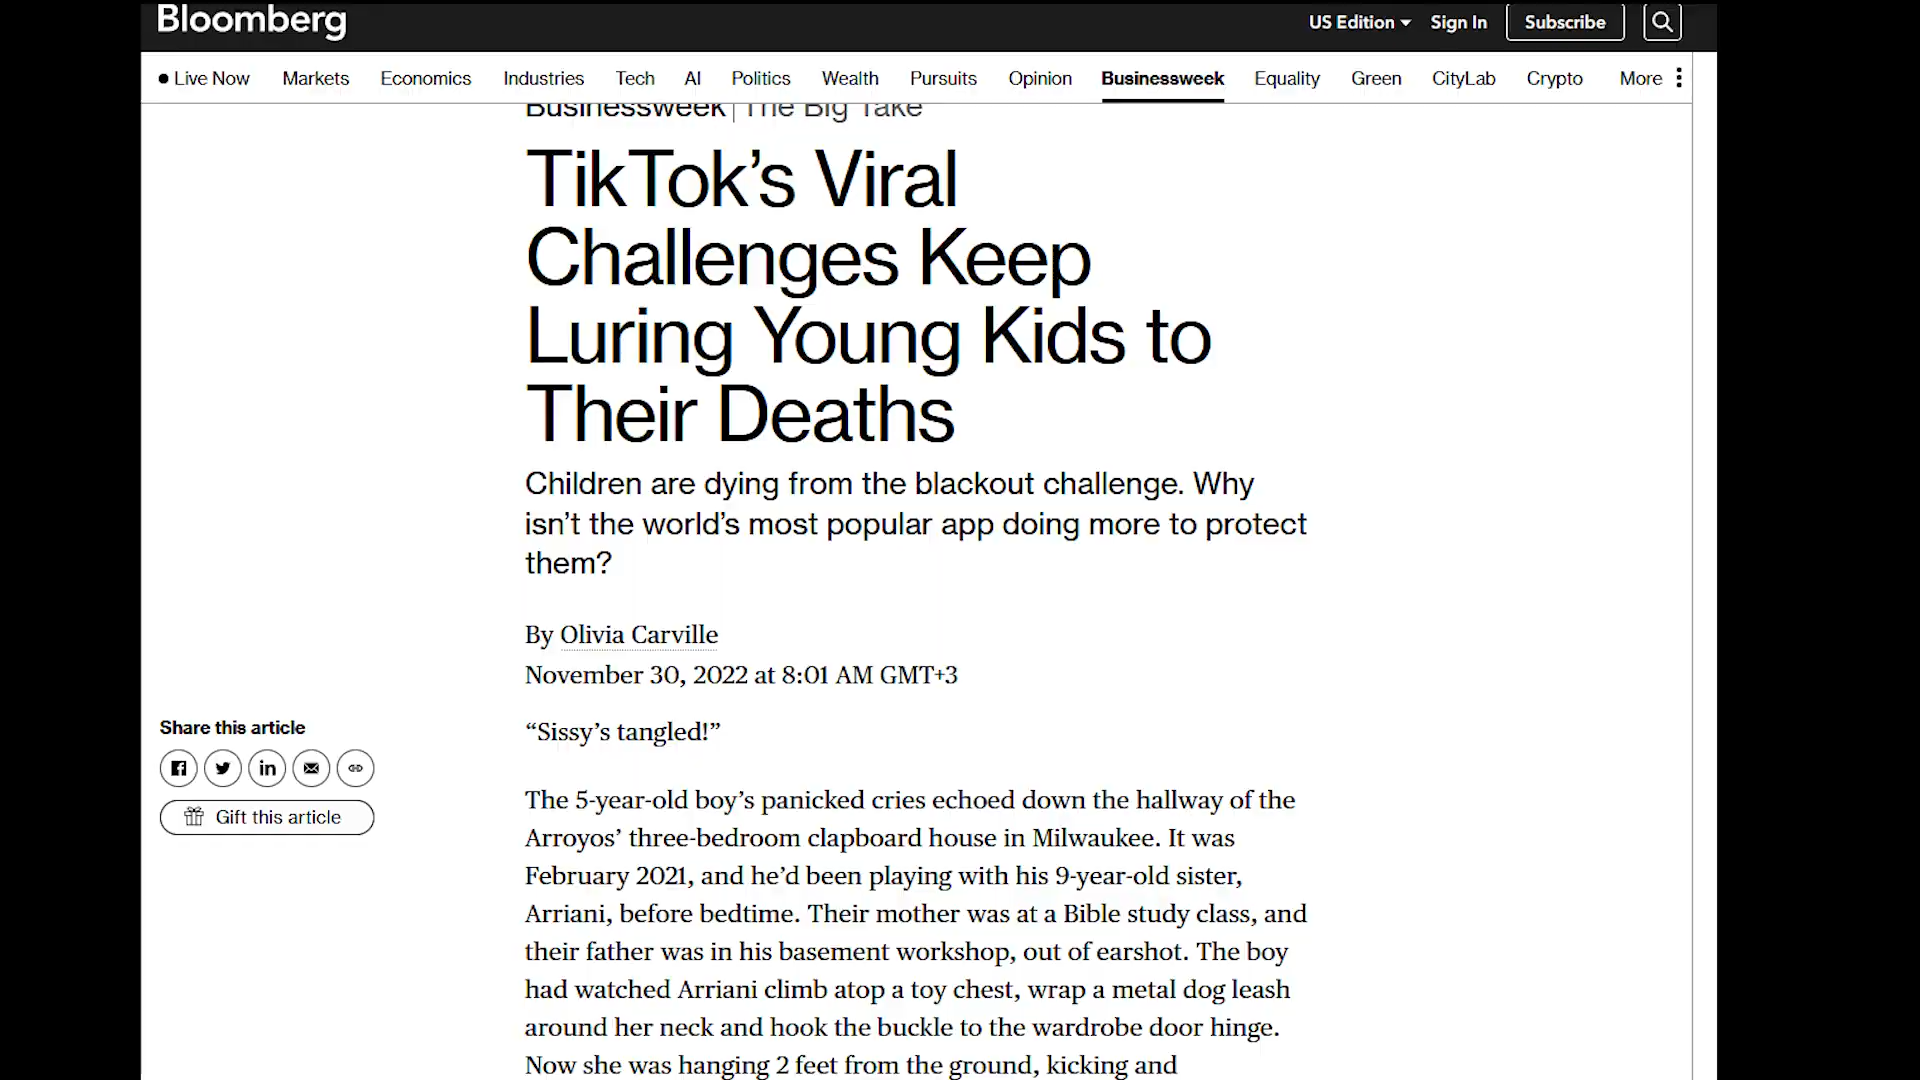 Bloomberg
US Edition
Sign In
Subscribe
Live Now
Markets
Economics
Industries
Tech
AI
Politics
Wealth
Pursuits
Opinion
Businessweek
Equality
Green
CityLab
Crypto
More
Businessweek | The Big Take
TikTok’s Viral
Challenges Keep
Luring Young Kids to
Their Deaths
Children are dying from the blackout challenge. Why
isn’t the world’s most popular app doing more to protect
them?
By Olivia Carville
November 30, 2022 at 8:01 AM GMT+3
Share this article
Gift this article
“Sissy’s tangled!”
The 5-year-old boy’s panicked cries echoed down the hallway of the
Arroyos’ three-bedroom clapboard house in Milwaukee. It was
February 2021, and he’d been playing with his 9-year-old sister,
Arriani, before bedtime. Their mother was at a Bible study class, and
their father was in his basement workshop, out of earshot. The boy
had watched Arriani climb atop a toy chest, wrap a metal dog leash
around her neck and hook the buckle to the wardrobe door hinge.
Now she was hanging 2 feet from the ground, kicking and